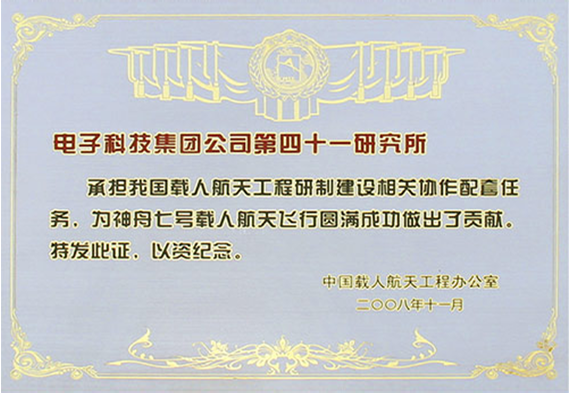 电子科技集团公司第四十一研究所
承担我国载人航天工程研制建设相关协作配套任
务，为神舟七号载人航天飞行圆满成功做出了贡献。
特发此证，以资纪念。
中国载人航天工程办公室
二〇〇八年十一月